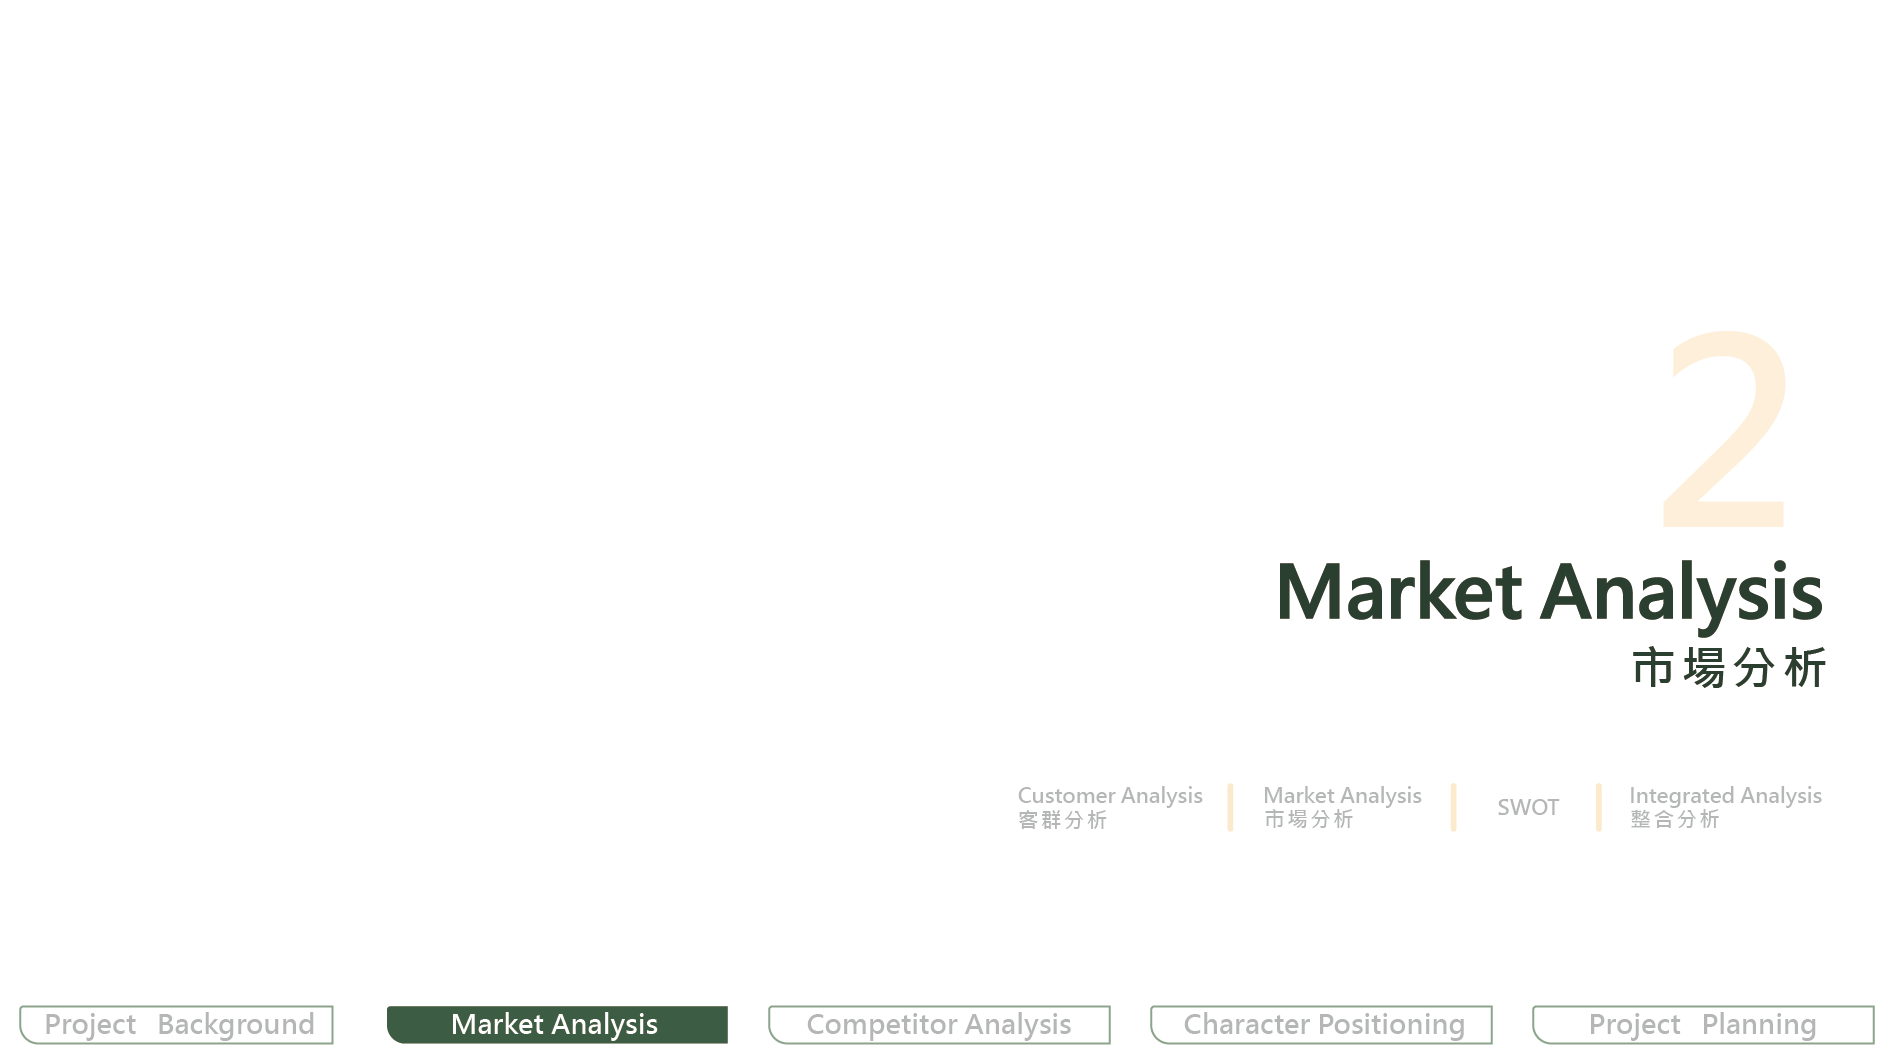 2
Market Analysis
市場分析
Customer Analysis
客群分析
Market Analysis
市場分析
SWOT
Integrated Analysis
整合分析
Project Background
Market Analysis
Competitor Analysis
Character Positioning
Project Planning